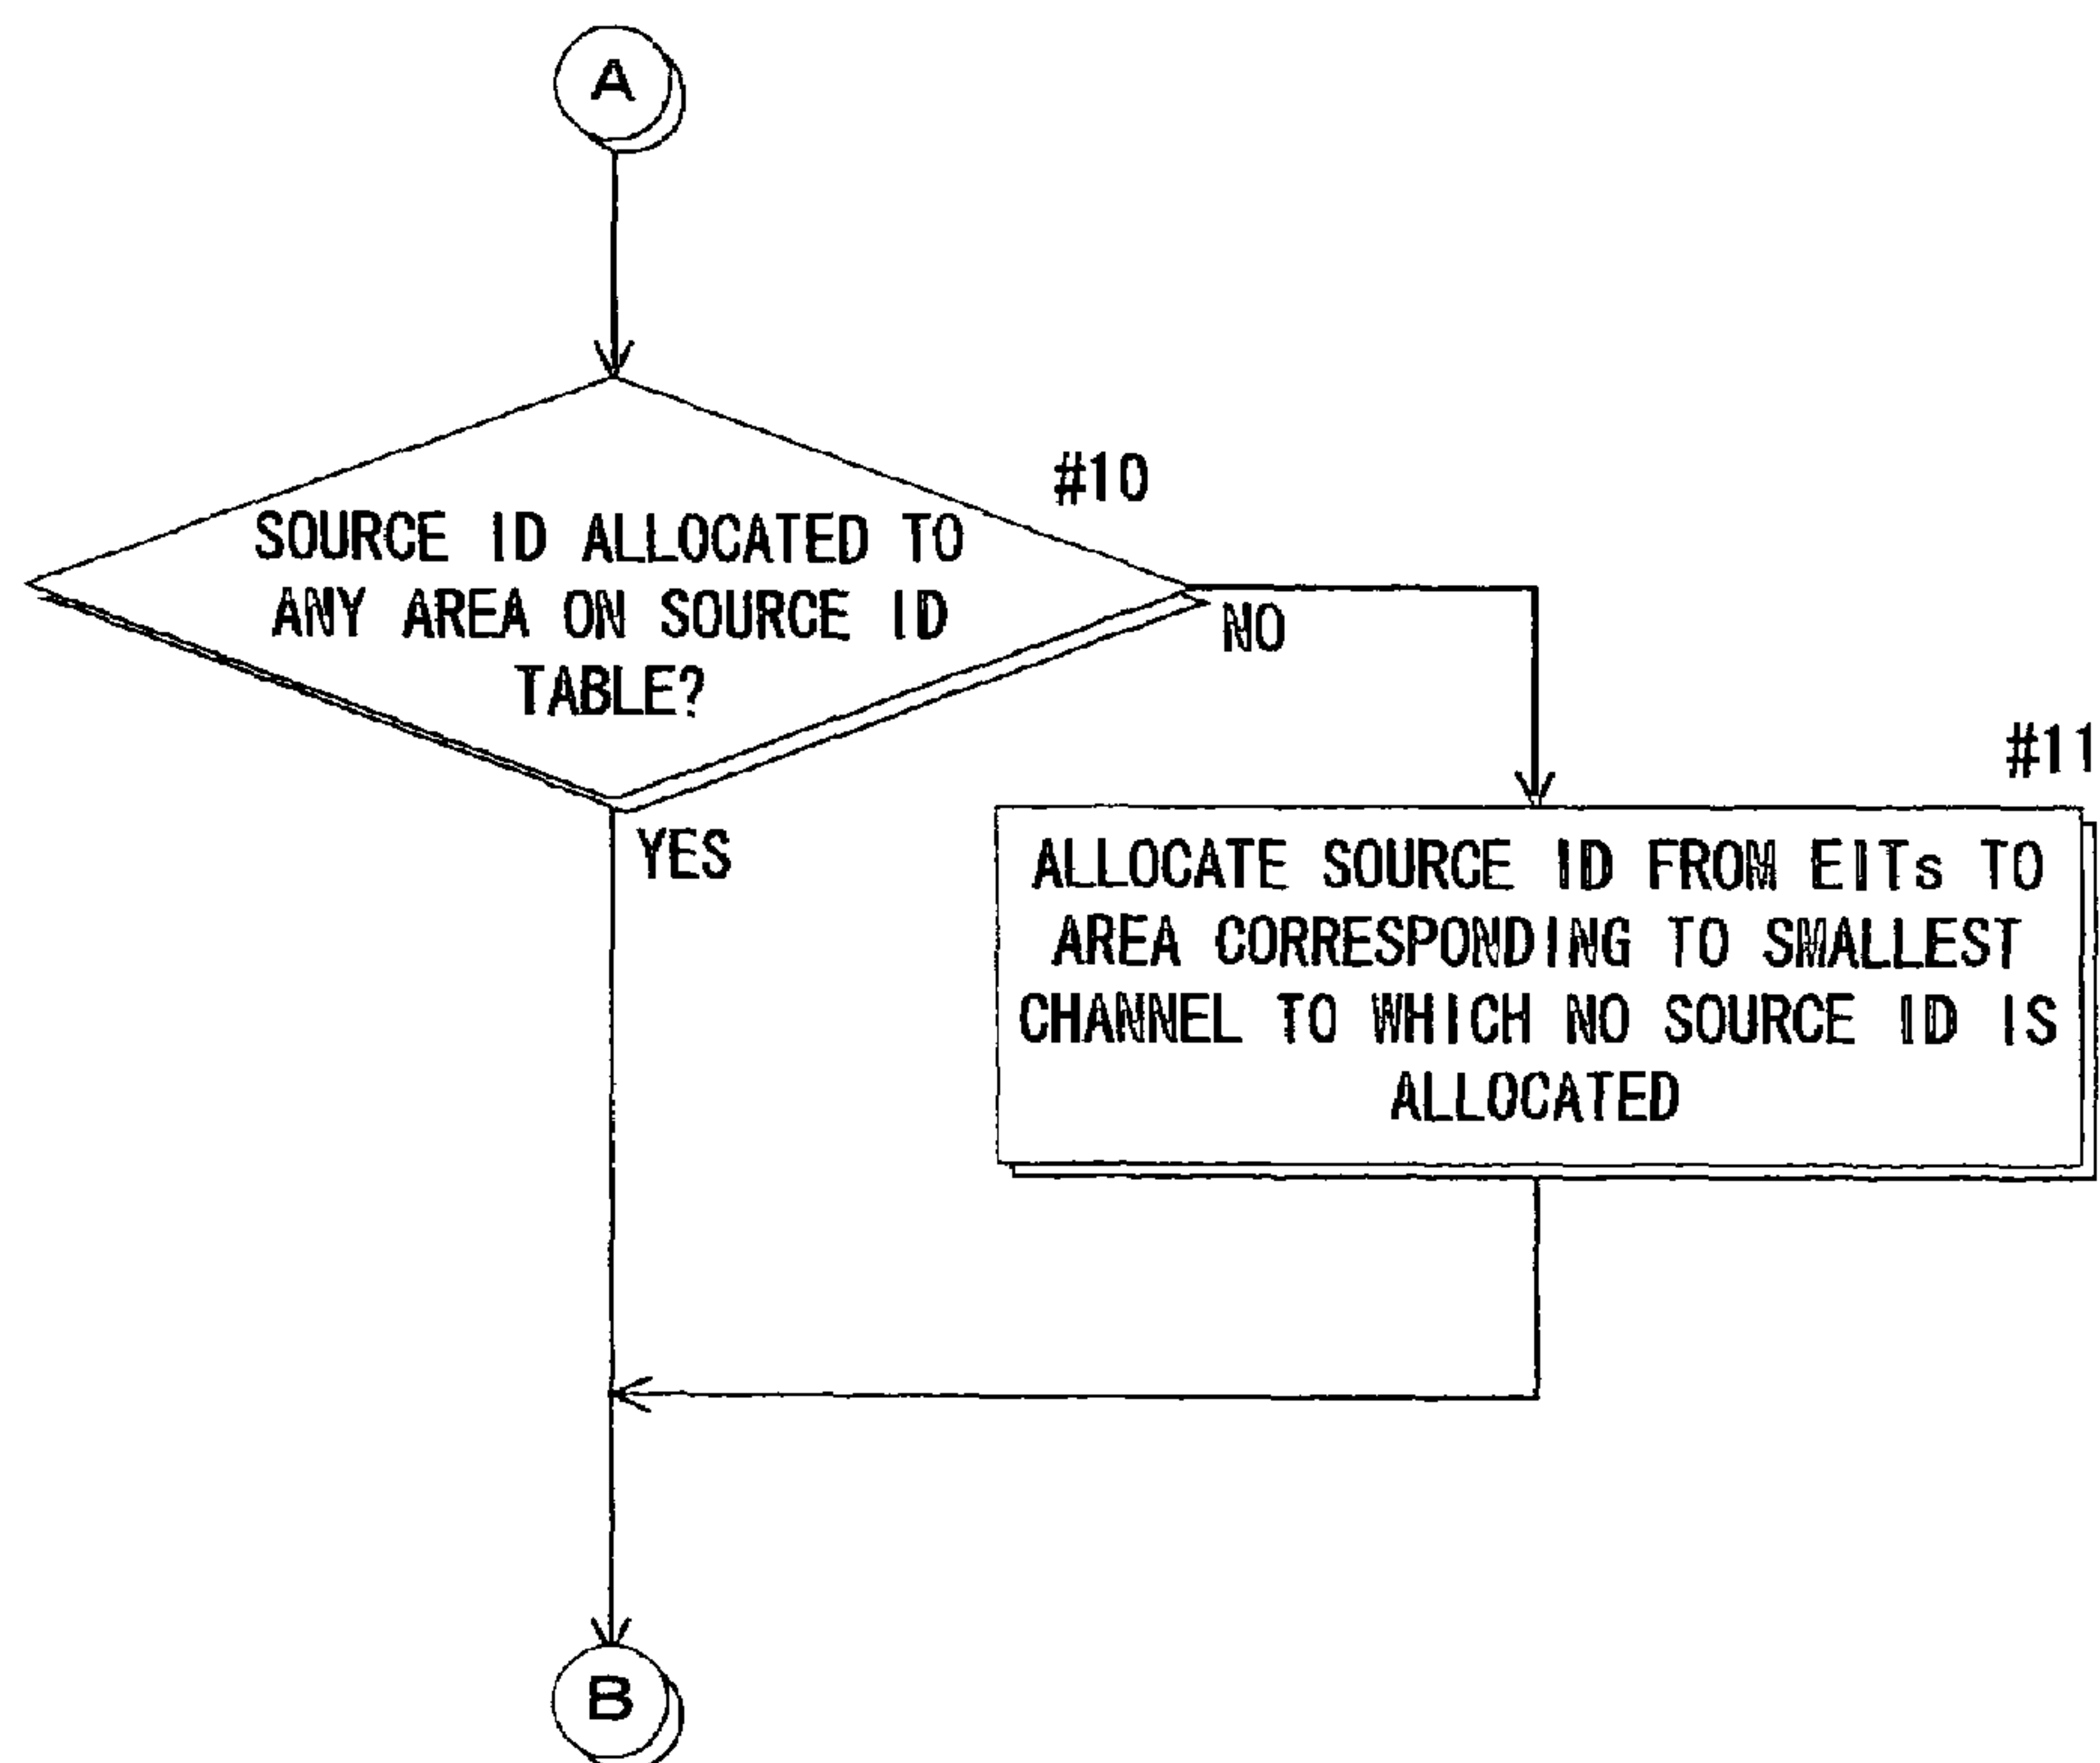 A
#10
SOURCE ID ALLOCATED TO
ANY AREA ON SOURCE ID
TABLE?
NO
YES
#11
ALLOCATE SOURCE ID FROM EITs TO
AREA CORRESPONDING TO SMALLEST
CHANNEL TO WHICH NO SOURCE ID IS
ALLOCATED
B